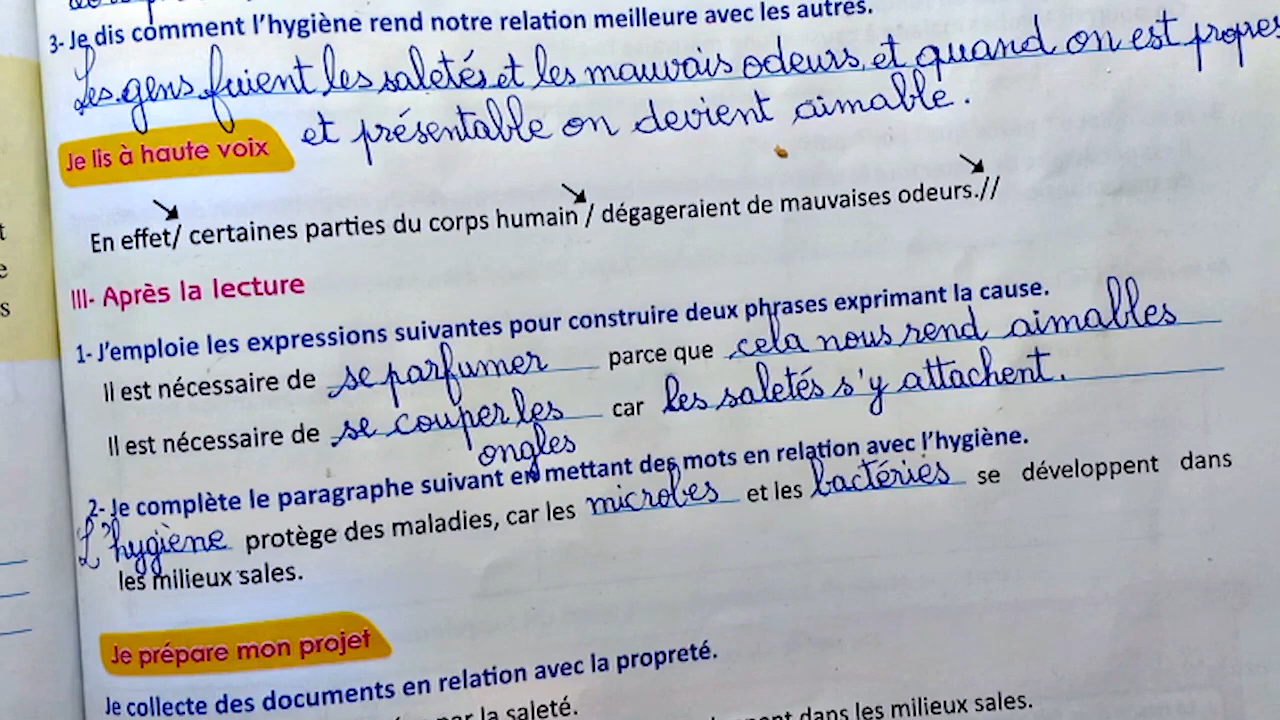 3- Je dis comment l'hygiène rend notre relation meilleure avec les autres.
Les gens fuient les saletés et les mauvais odeurs, et quand on est propres
et présentable on devient aimable.
Je lis à haute voix
En effet/ certaines parties du corps humain / dégageraient de mauvaises odeurs.//
III- Après la lecture
1- J'emploie les expressions suivantes pour construire deux phrases exprimant la cause.
Il est nécessaire de se parfumer parce que cela nous rend aimables
Il est nécessaire de se couper les car les saletés s'y attachent.
ongles
2- Je complète le paragraphe suivant en mettant des mots en relation avec l'hygiène.
L'hygiène protège des maladies, car les microbes et les bactéries se développent dans
les milieux sales.
Je prépare mon projet
Je collecte des documents en relation avec la propreté.
par la saleté.
dans les milieux sales.